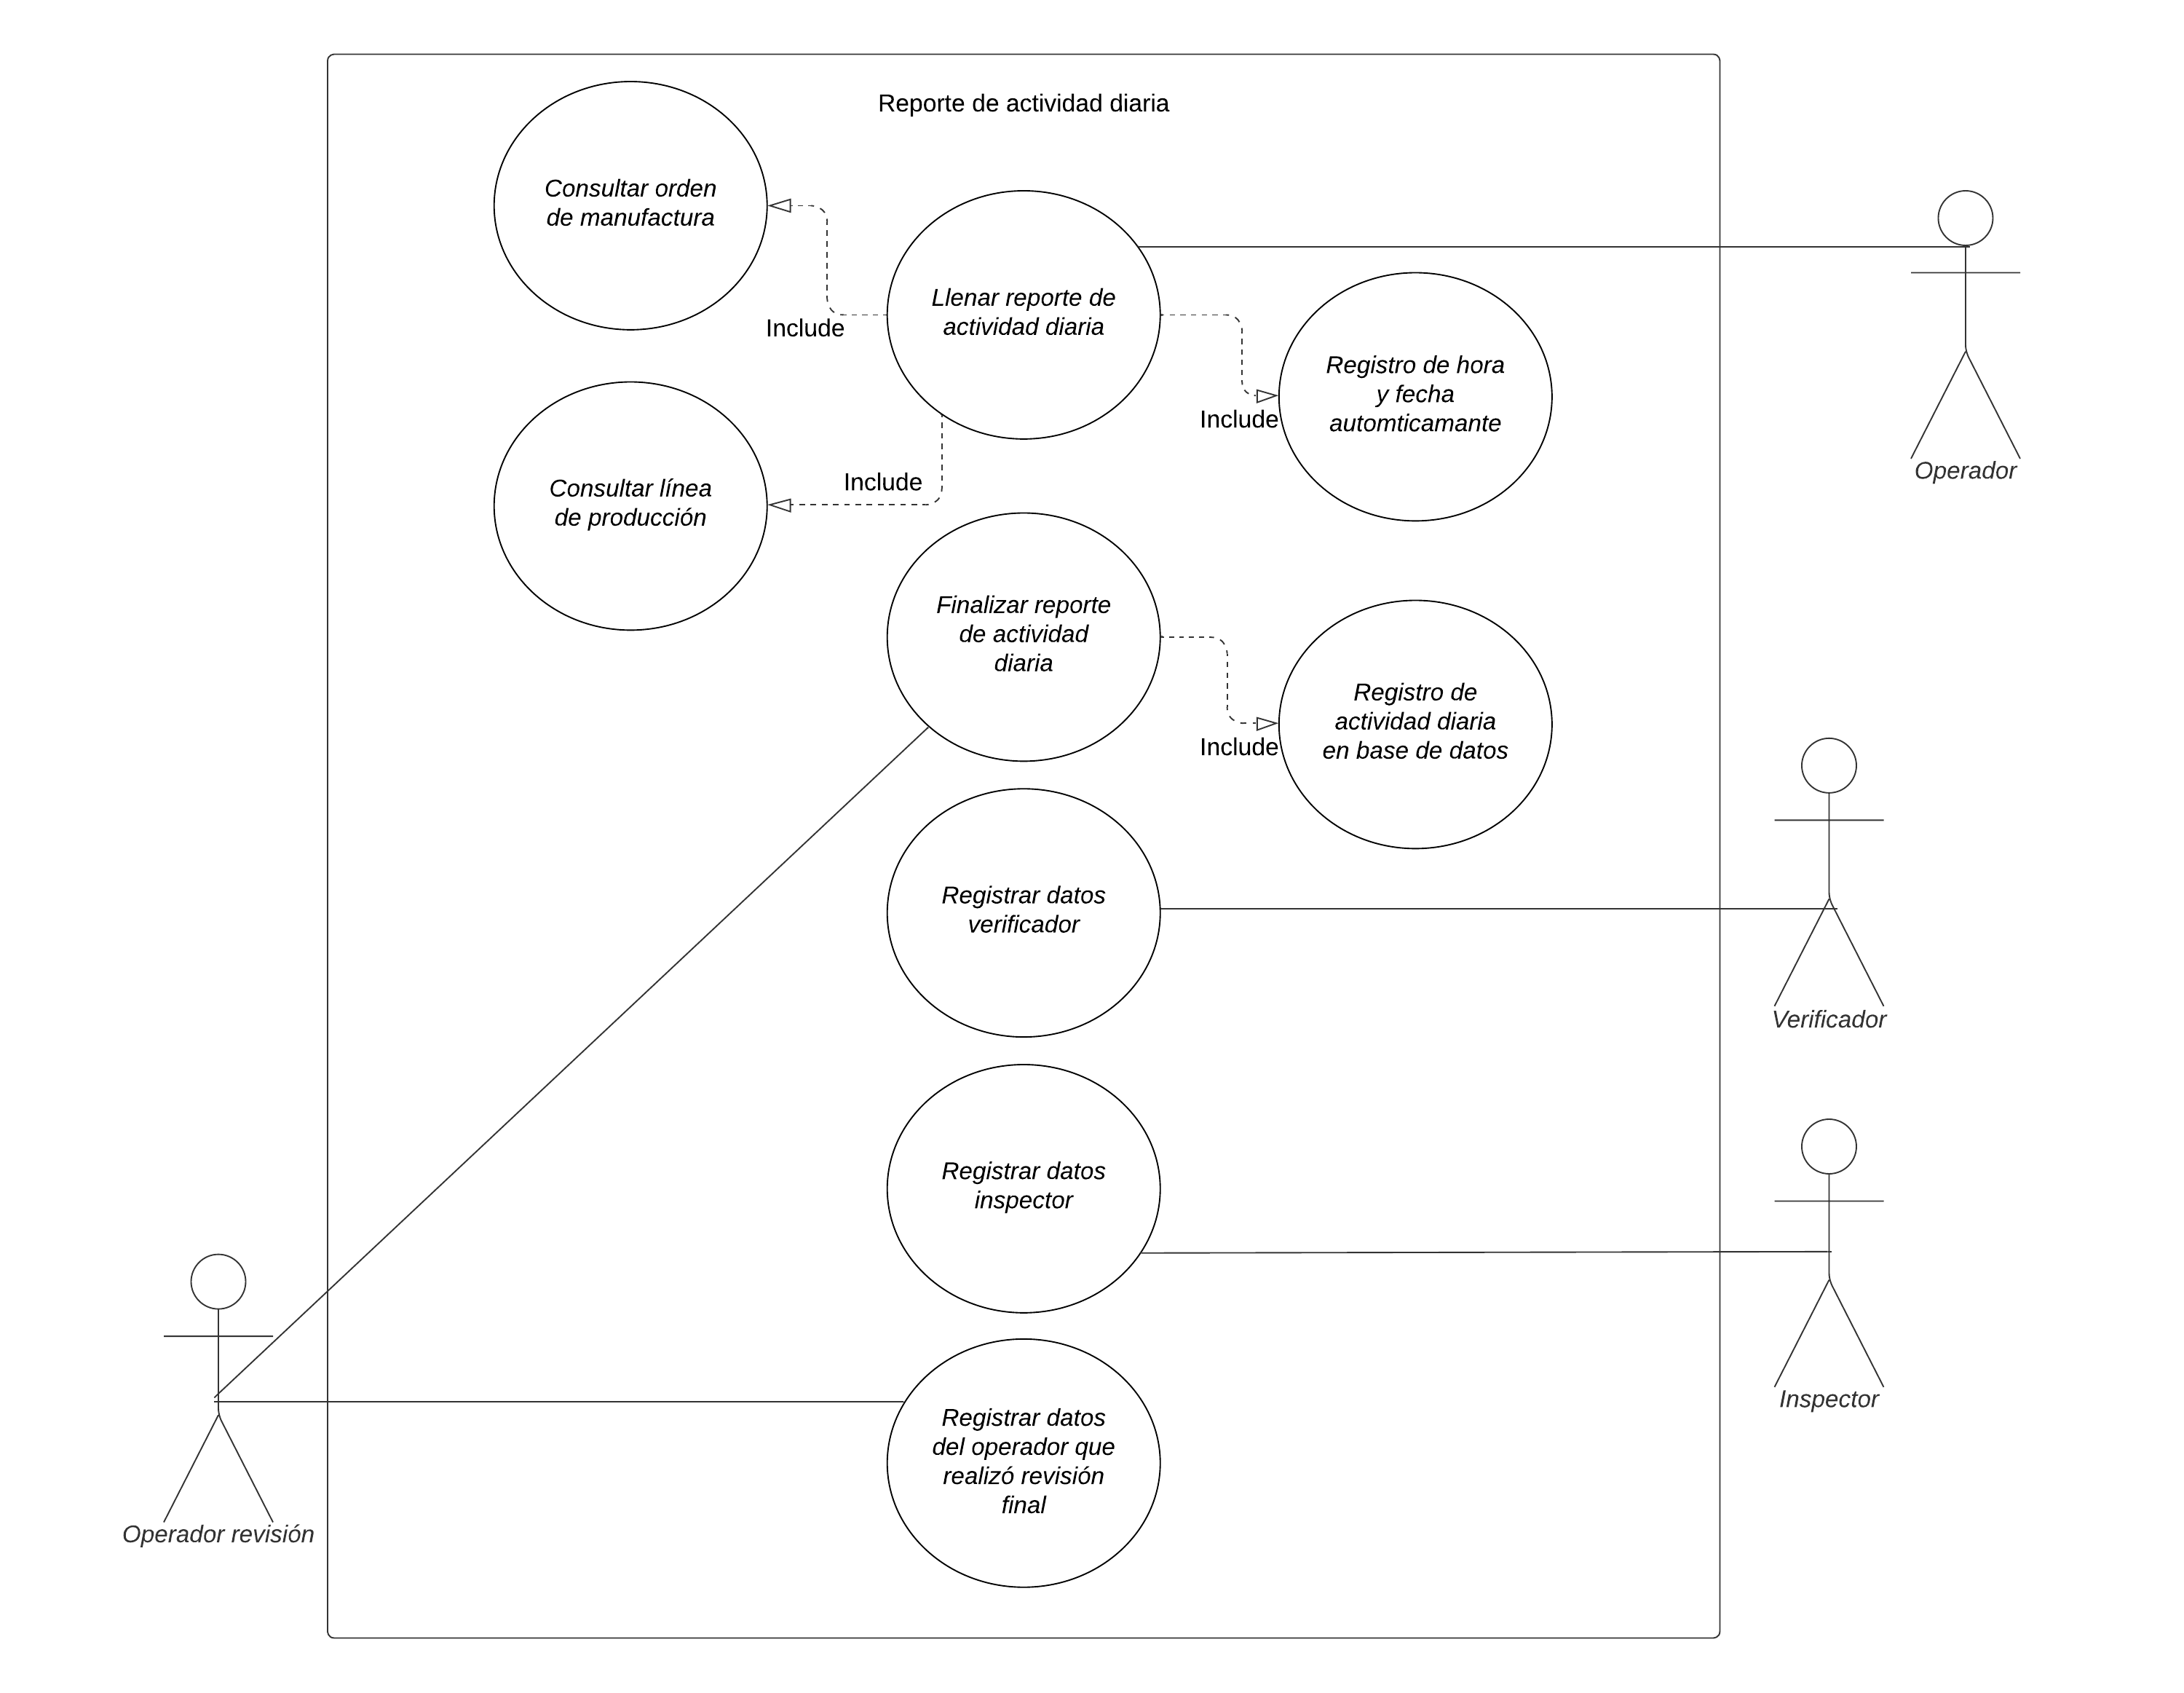 Reporte de actividad diaria
Consultar orden
de manufactura
Llenar reporte de
actividad diaria
Include
Registro de hora
y fecha
automticamante
Include
Operador
Include
Consultar línea
de producción
Finalizar reporte
de actividad
diaria
Registro de
actividad diaria
en base de datos
Include
Registrar datos
verificador
Verificador
Registrar datos
inspector
Inspector
Registrar datos
del operador que
realizó revisión
final
Operador revisión